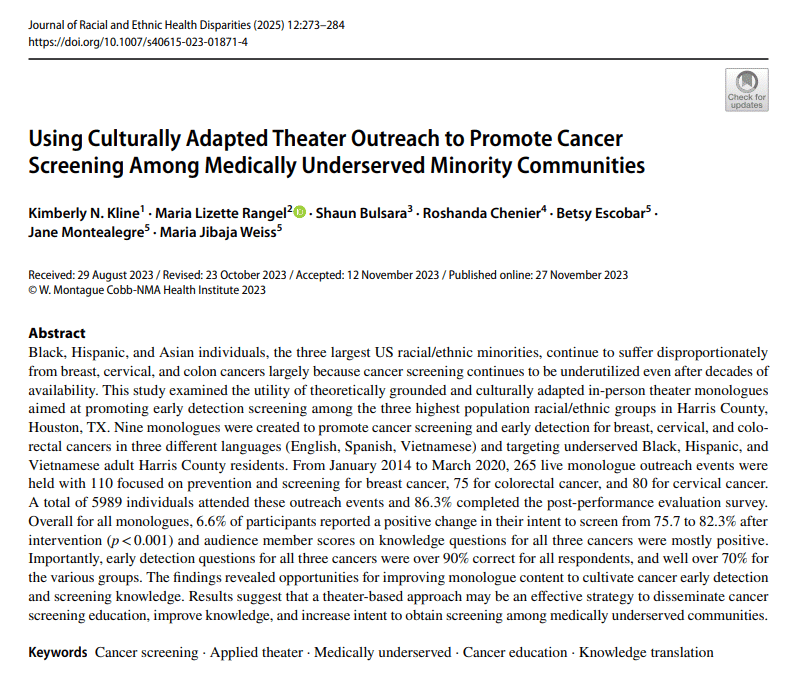 Journal of Racial and Ethnic Health Disparities (2025) 12:273–284
https://doi.org/10.1007/s40615-023-01871-4
Check for
updates
Using Culturally Adapted Theater Outreach to Promote Cancer
Screening Among Medically Underserved Minority Communities
Kimberly N. Kline1 · Maria Lizette Rangel2 · Shaun Bulsara3 · Roshanda Chenier4 · Betsy Escobar5 ·
Jane Montealegre5 · Maria Jibaja Weiss5
Received: 29 August 2023 / Revised: 23 October 2023 / Accepted: 12 November 2023 / Published online: 27 November 2023
© W. Montague Cobb-NMA Health Institute 2023
Abstract
Black, Hispanic, and Asian individuals, the three largest US racial/ethnic minorities, continue to suffer disproportionately
from breast, cervical, and colon cancers largely because cancer screening continues to be underutilized even after decades of
availability. This study examined the utility of theoretically grounded and culturally adapted in-person theater monologues
aimed at promoting early detection screening among the three highest population racial/ethnic groups in Harris County,
Houston, TX. Nine monologues were created to promote cancer screening and early detection for breast, cervical, and colo-
rectal cancers in three different languages (English, Spanish, Vietnamese) and targeting underserved Black, Hispanic, and
Vietnamese adult Harris County residents. From January 2014 to March 2020, 265 live monologue outreach events were
held with 110 focused on prevention and screening for breast cancer, 75 for colorectal cancer, and 80 for cervical cancer.
A total of 5989 individuals attended these outreach events and 86.3% completed the post-performance evaluation survey.
Overall for all monologues, 6.6% of participants reported a positive change in their intent to screen from 75.7 to 82.3% after
intervention (p < 0.001) and audience member scores on knowledge questions for all three cancers were mostly positive.
Importantly, early detection questions for all three cancers were over 90% correct for all respondents, and well over 70% for
the various groups. The findings revealed opportunities for improving monologue content to cultivate cancer early detection
and screening knowledge. Results suggest that a theater-based approach may be an effective strategy to disseminate cancer
screening education, improve knowledge, and increase intent to obtain screening among medically underserved communities.
Keywords Cancer screening · Applied theater · Medically underserved · Cancer education · Knowledge translation